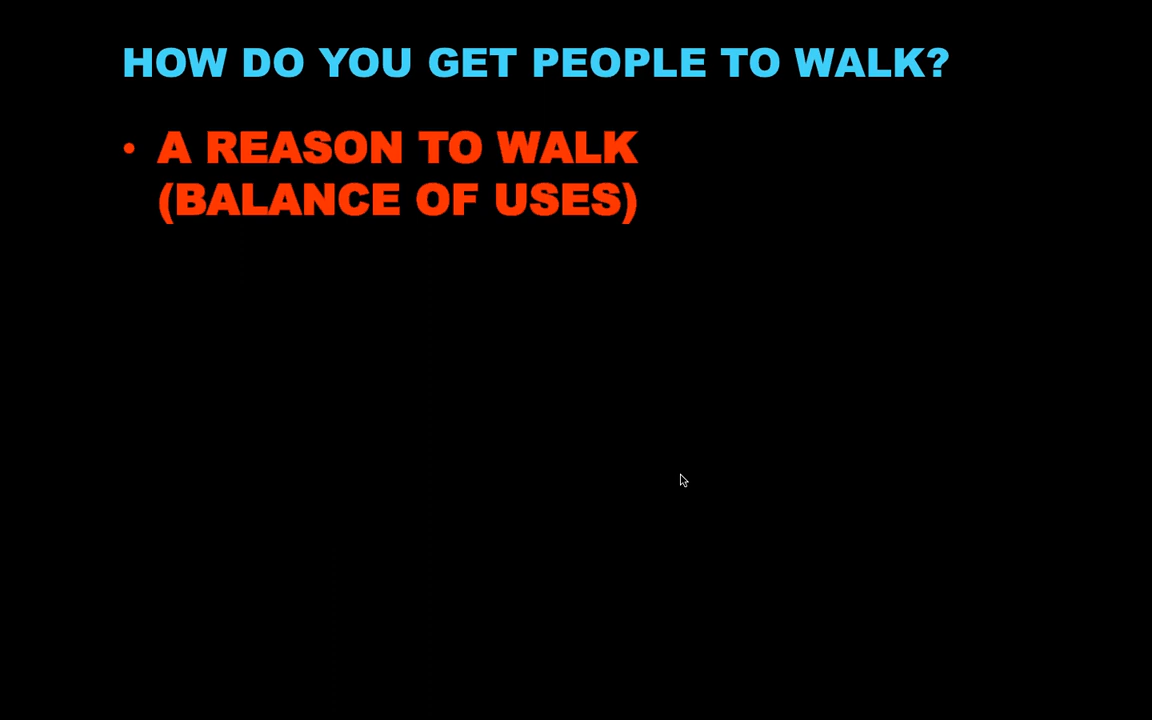 HOW DO YOU GET PEOPLE TO WALK?
• A REASON TO WALK
(BALANCE OF USES)